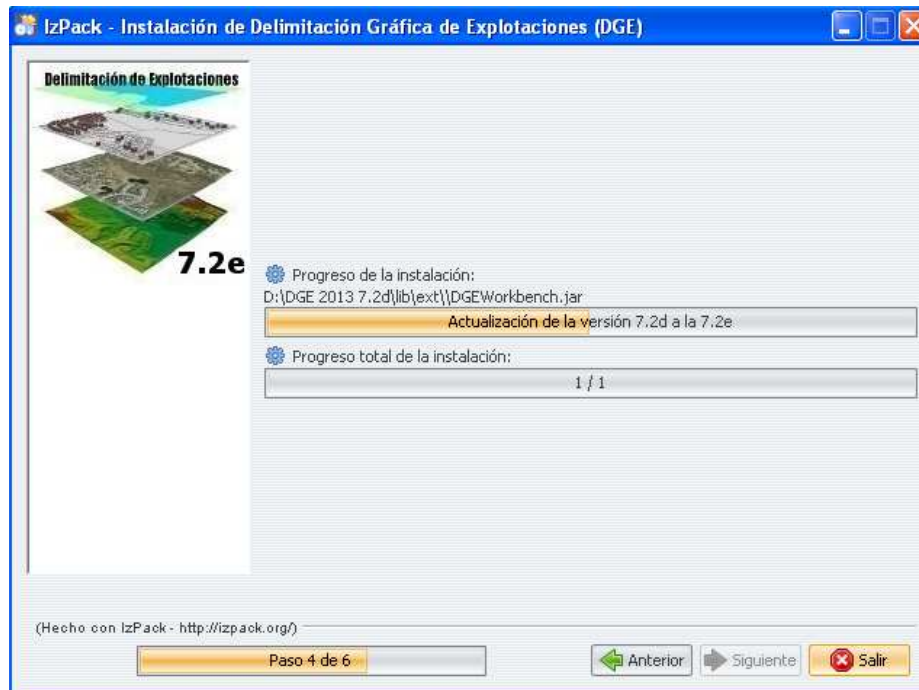 IzPack - Instalación de Delimitación Gráfica de Explotaciones (DGE)
Delimitación de Explotaciones
7.2e
Progreso de la instalación:
D:\DGE 2013 7.2d\lib\ext\\DGEWorkbench.jar
Actualización de la versión 7.2d a la 7.2e
Progreso total de la instalación:
1 / 1
(Hecho con IzPack - http://izpack.org/)
Paso 4 de 6
Anterior
Siguiente
Salir